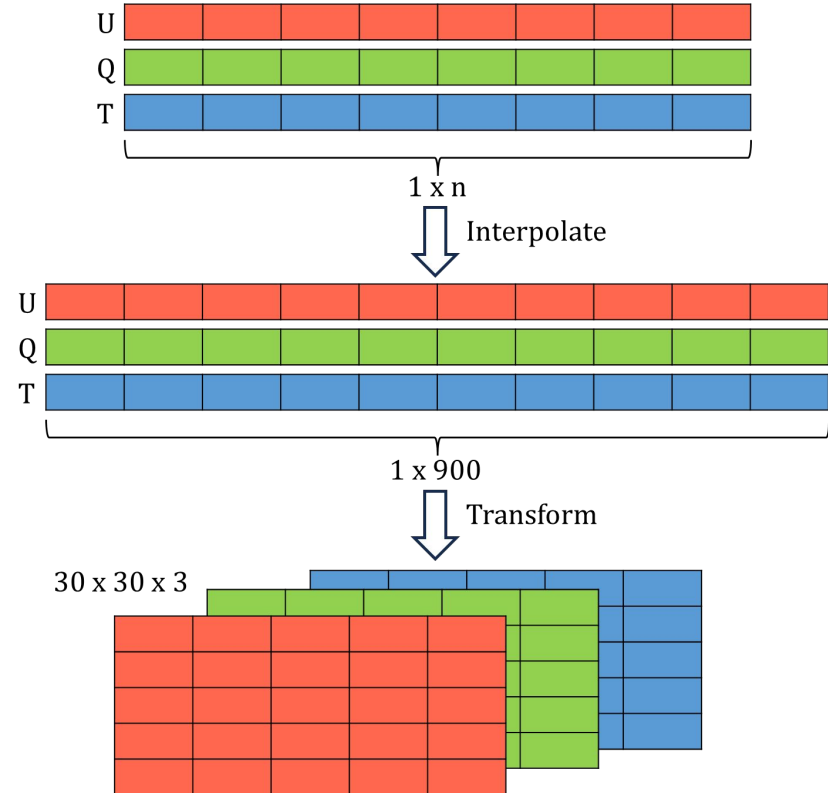 U
Q
T
1 x n
Interpolate
U
Q
T
1 x 900
Transform
30 x 30 x 3